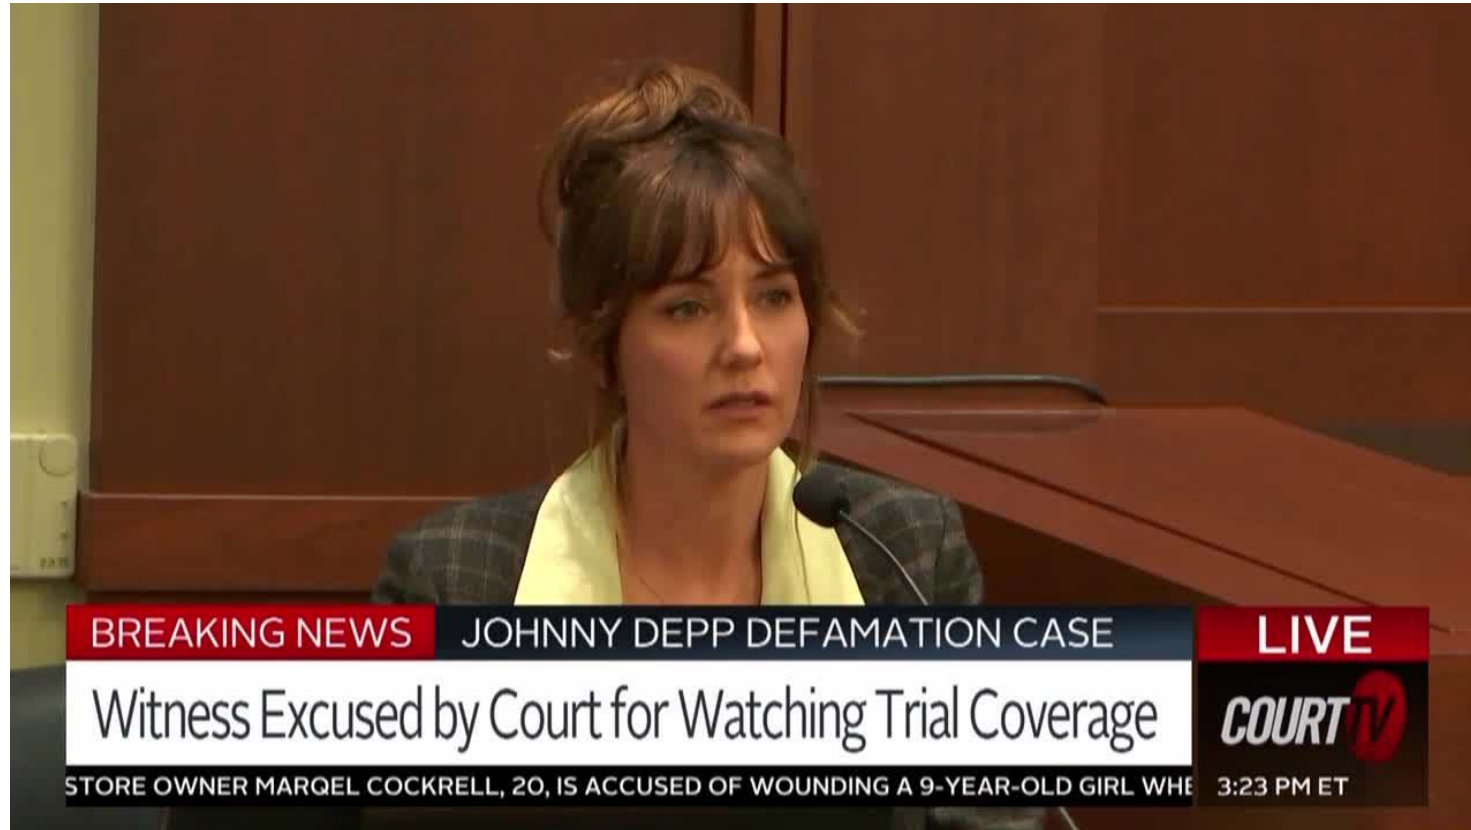 BREAKING NEWS
JOHNNY DEPP DEFAMATION CASE
LIVE
Witness Excused by Court for Watching Trial Coverage
COURT TV
STORE OWNER MARQEL COCKRELL, 20, IS ACCUSED OF WOUNDING A 9-YEAR-OLD GIRL WHE
3:23 PM ET